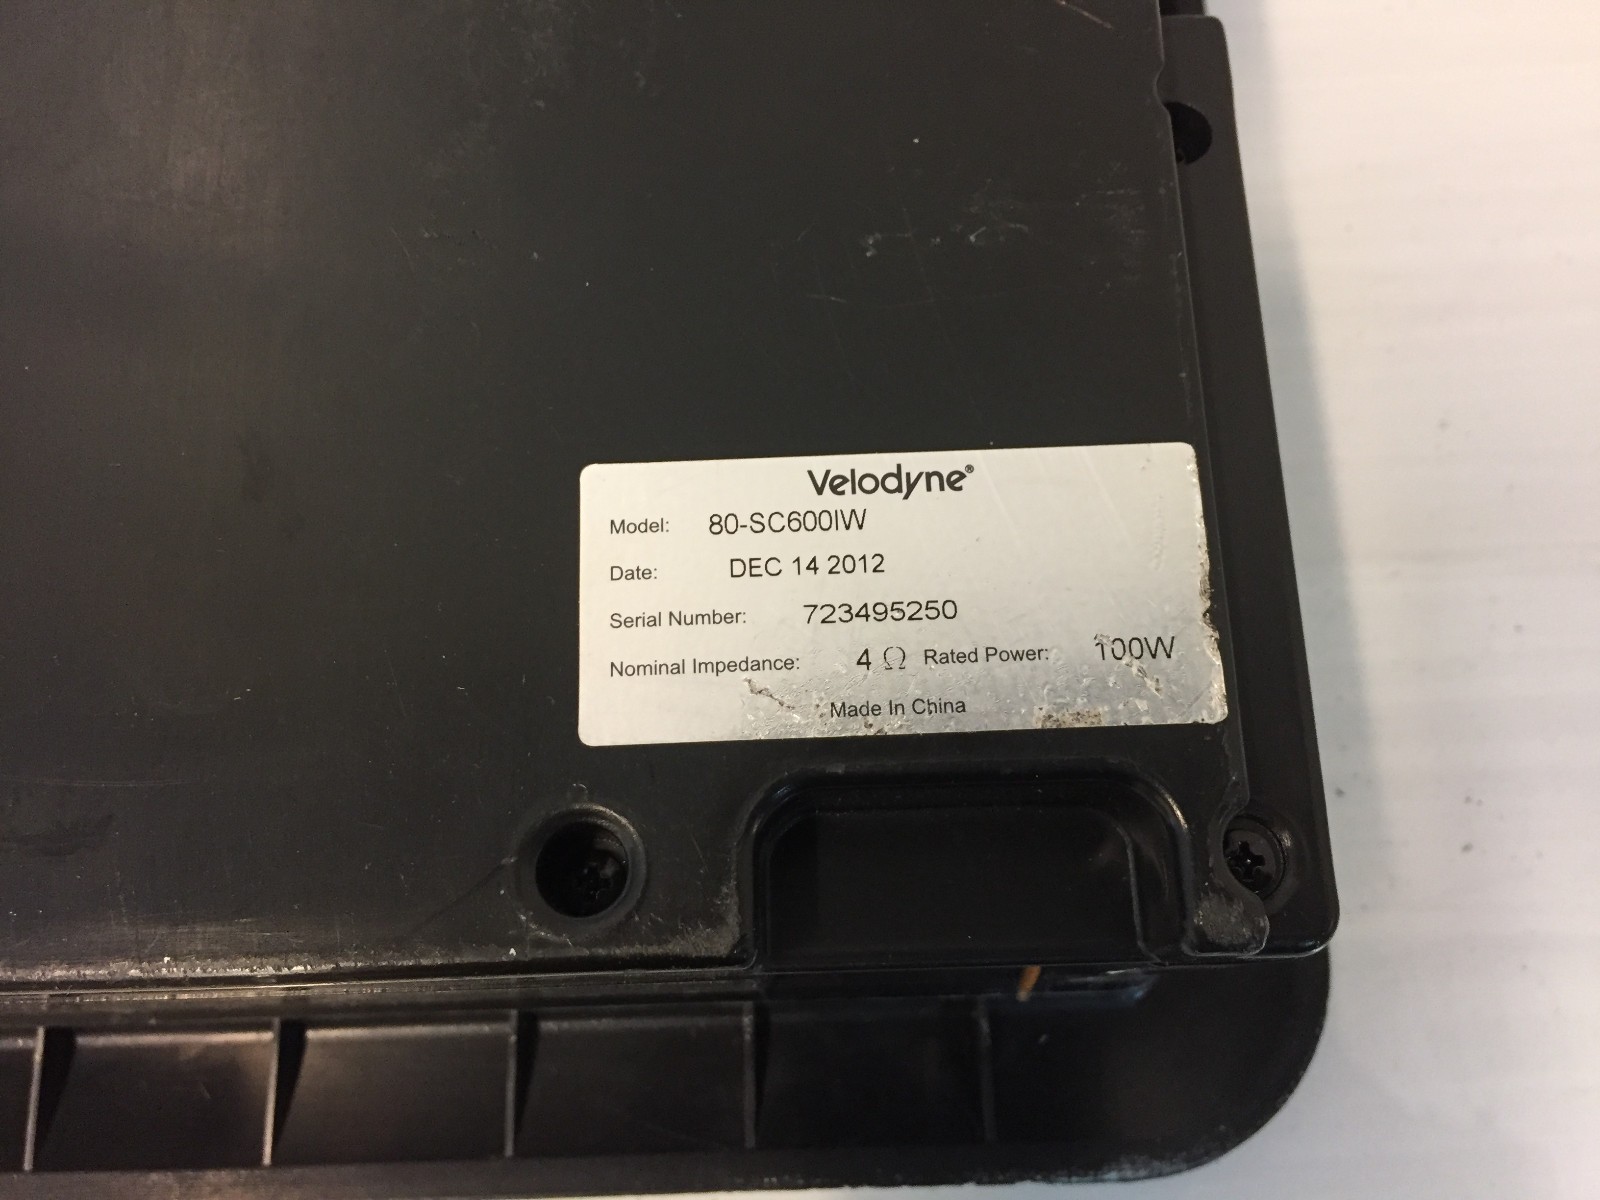 Velodyne®
Model: 80-SC600IW
Date: DEC 14 2012
Serial Number: 723495250
Nominal Impedance: 4 Ω Rated Power: 100W
Made In China